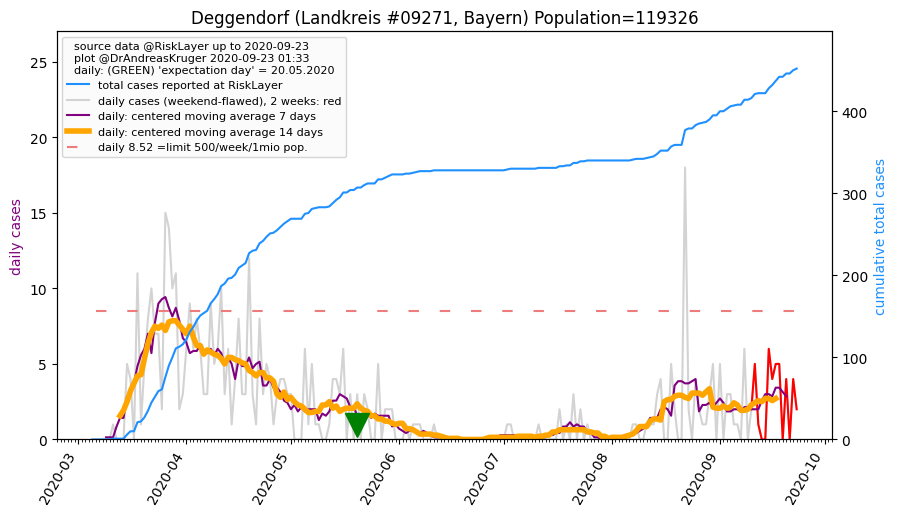 Deggendorf (Landkreis #09271, Bayern) Population=119326
source data @RiskLayer up to 2020-09-23
plot @DrAndreasKruger 2020-09-23 01:33
daily: (GREEN) 'expectation day' = 20.05.2020
total cases reported at RiskLayer
daily cases (weekend-flawed), 2 weeks: red
daily: centered moving average 7 days
daily: centered moving average 14 days
daily 8.52 =limit 500/week/1mio pop.
daily cases
25
20
15
10
5
0
cumulative total cases
400
300
200
100
0
2020-03
2020-04
2020-05
2020-06
2020-07
2020-08
2020-09
2020-10